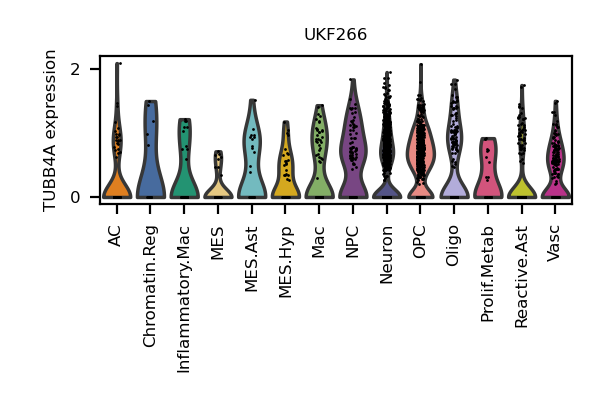 UKF266
TUBB4A expression
2
0
AC
Chromatin.Reg
Inflammatory.Mac
MES
MES.Ast
MES.Hyp
Mac
NPC
Neuron
OPC
Oligo
Prolif.Metab
Reactive.Ast
Vasc